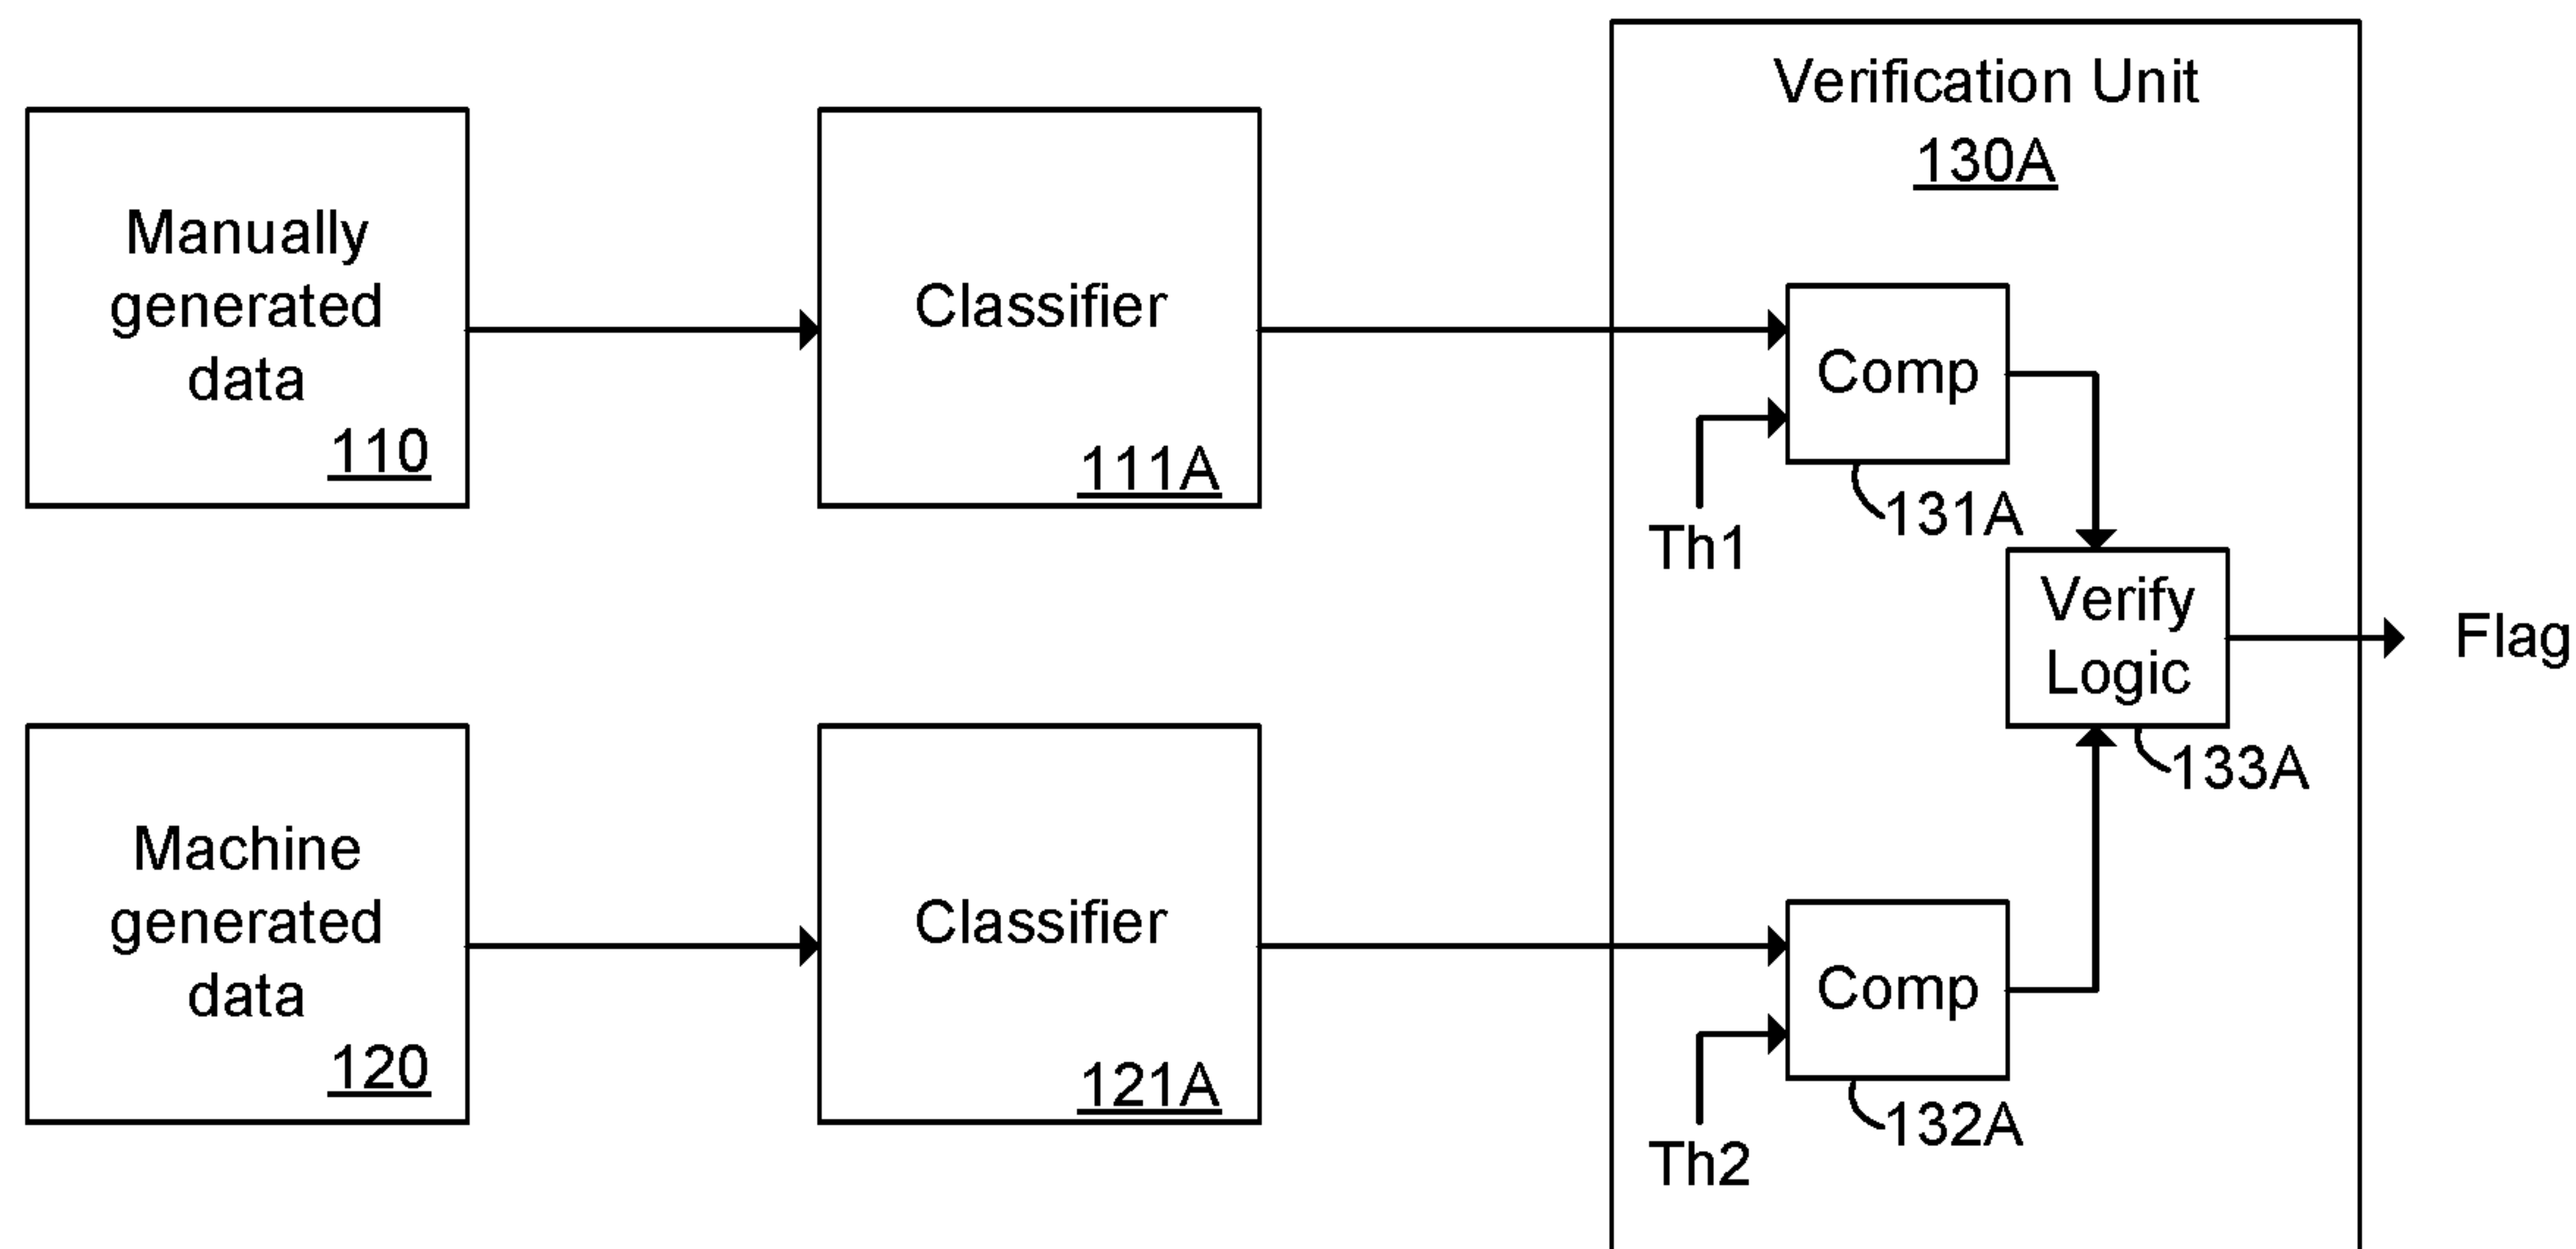 Manually
generated
data
110
Classifier
111A
Verification Unit
130A
Comp
131A
Th1
Verify
Logic
133A
Flag
Machine
generated
data
120
Classifier
121A
Comp
132A
Th2